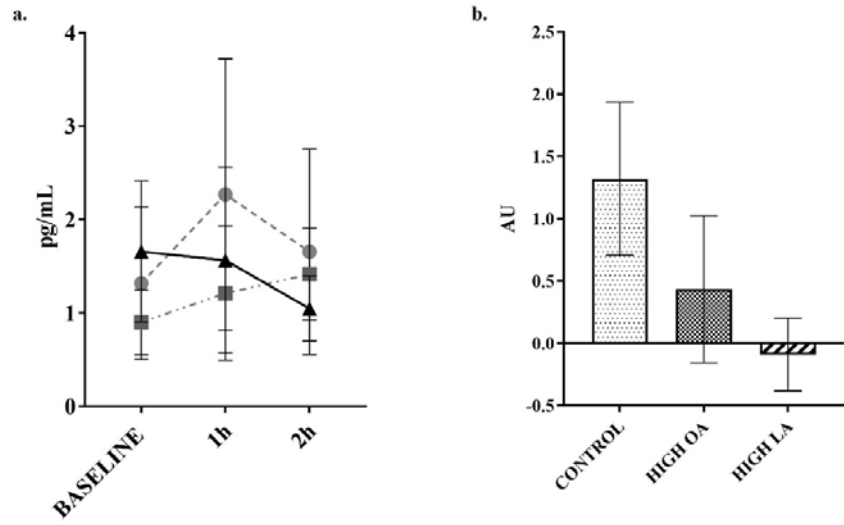 a.
4
3
2
1
0
pg/mL
BASELINE
1h
2h
b.
2.5
2.0
1.5
1.0
0.5
0.0
-0.5
AU
CONTROL
HIGH OA
HIGH LA